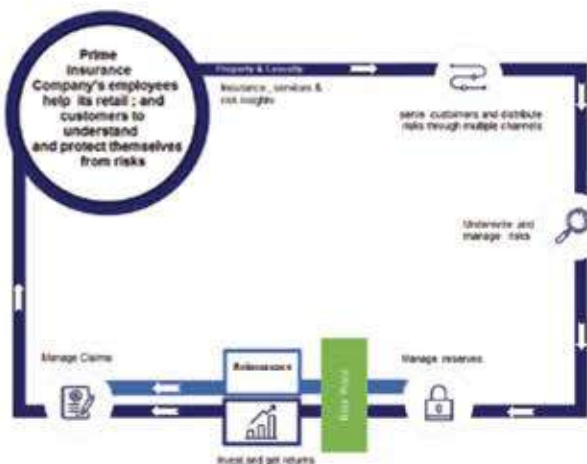 Prime
Insurance
Company's employees
help its retail ; and
customers to
understand
and protect themselves
from risks
Property & Casualty
Insurance , services &
risk insights
serve customers and distribute
risks through multiple channels
Underwrite and
manage risks
Manage Claims
Reinsurance
Risk Pool
Manage reserves
Invest and get returns